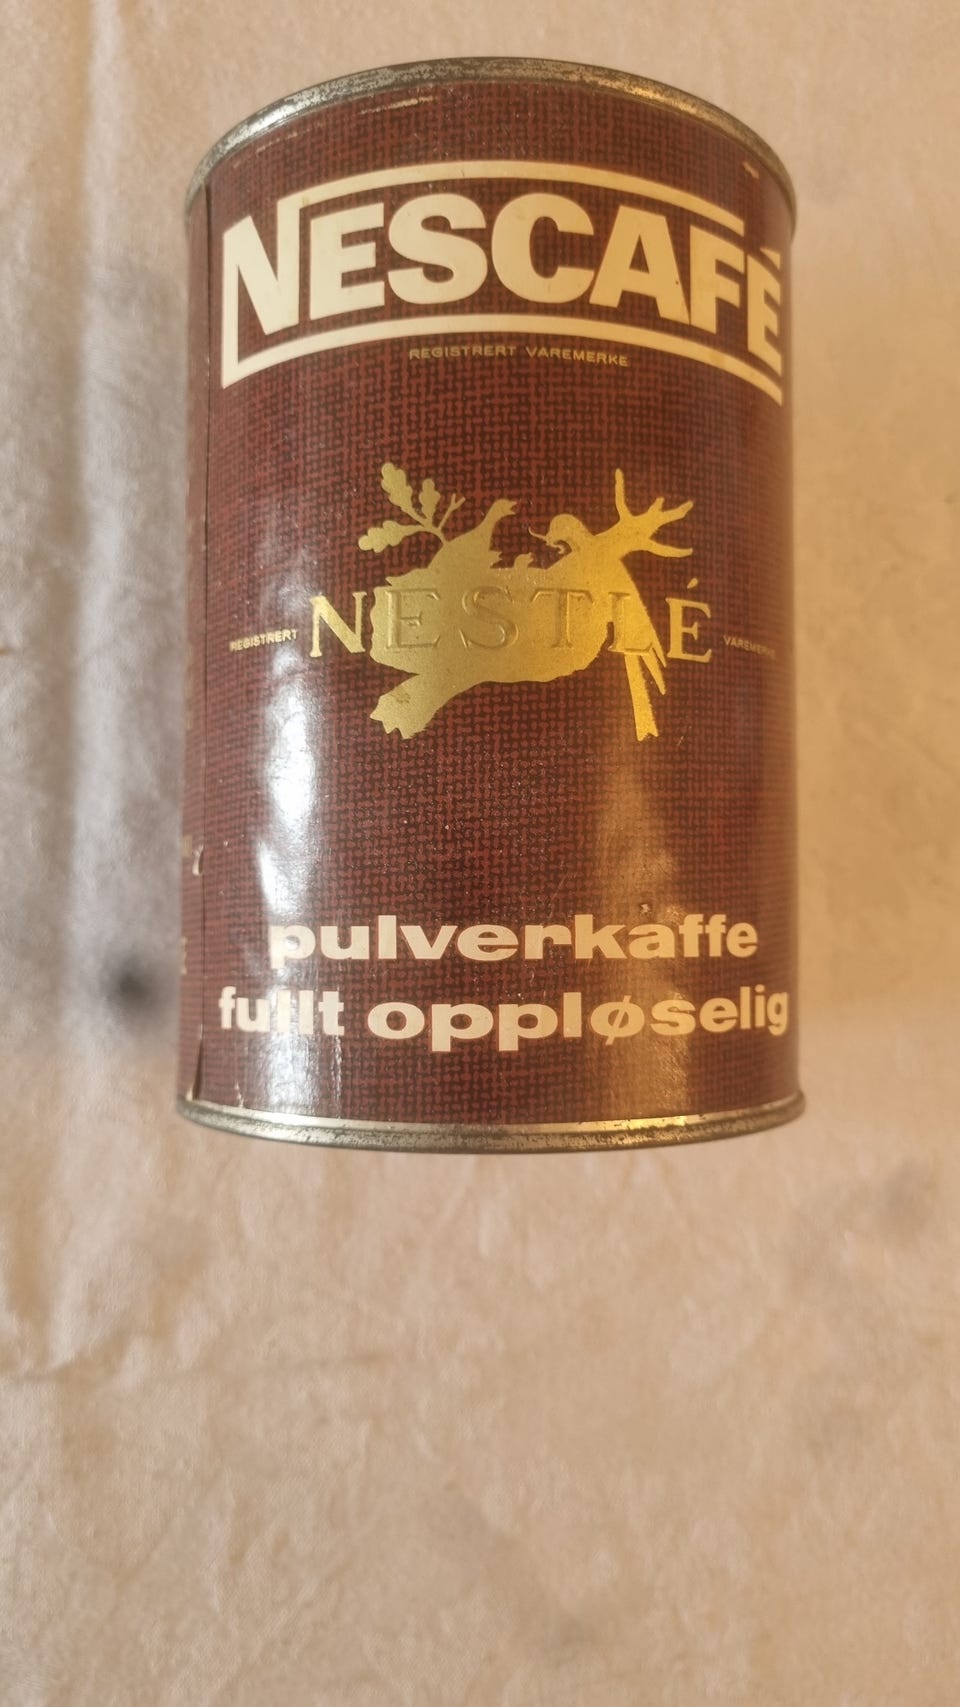 NESCAFÉ
REGISTRERT VAREMERKE
REGISTRERT NESTLÉ VAREMERKE
pulverkaffe
fullt oppløselig